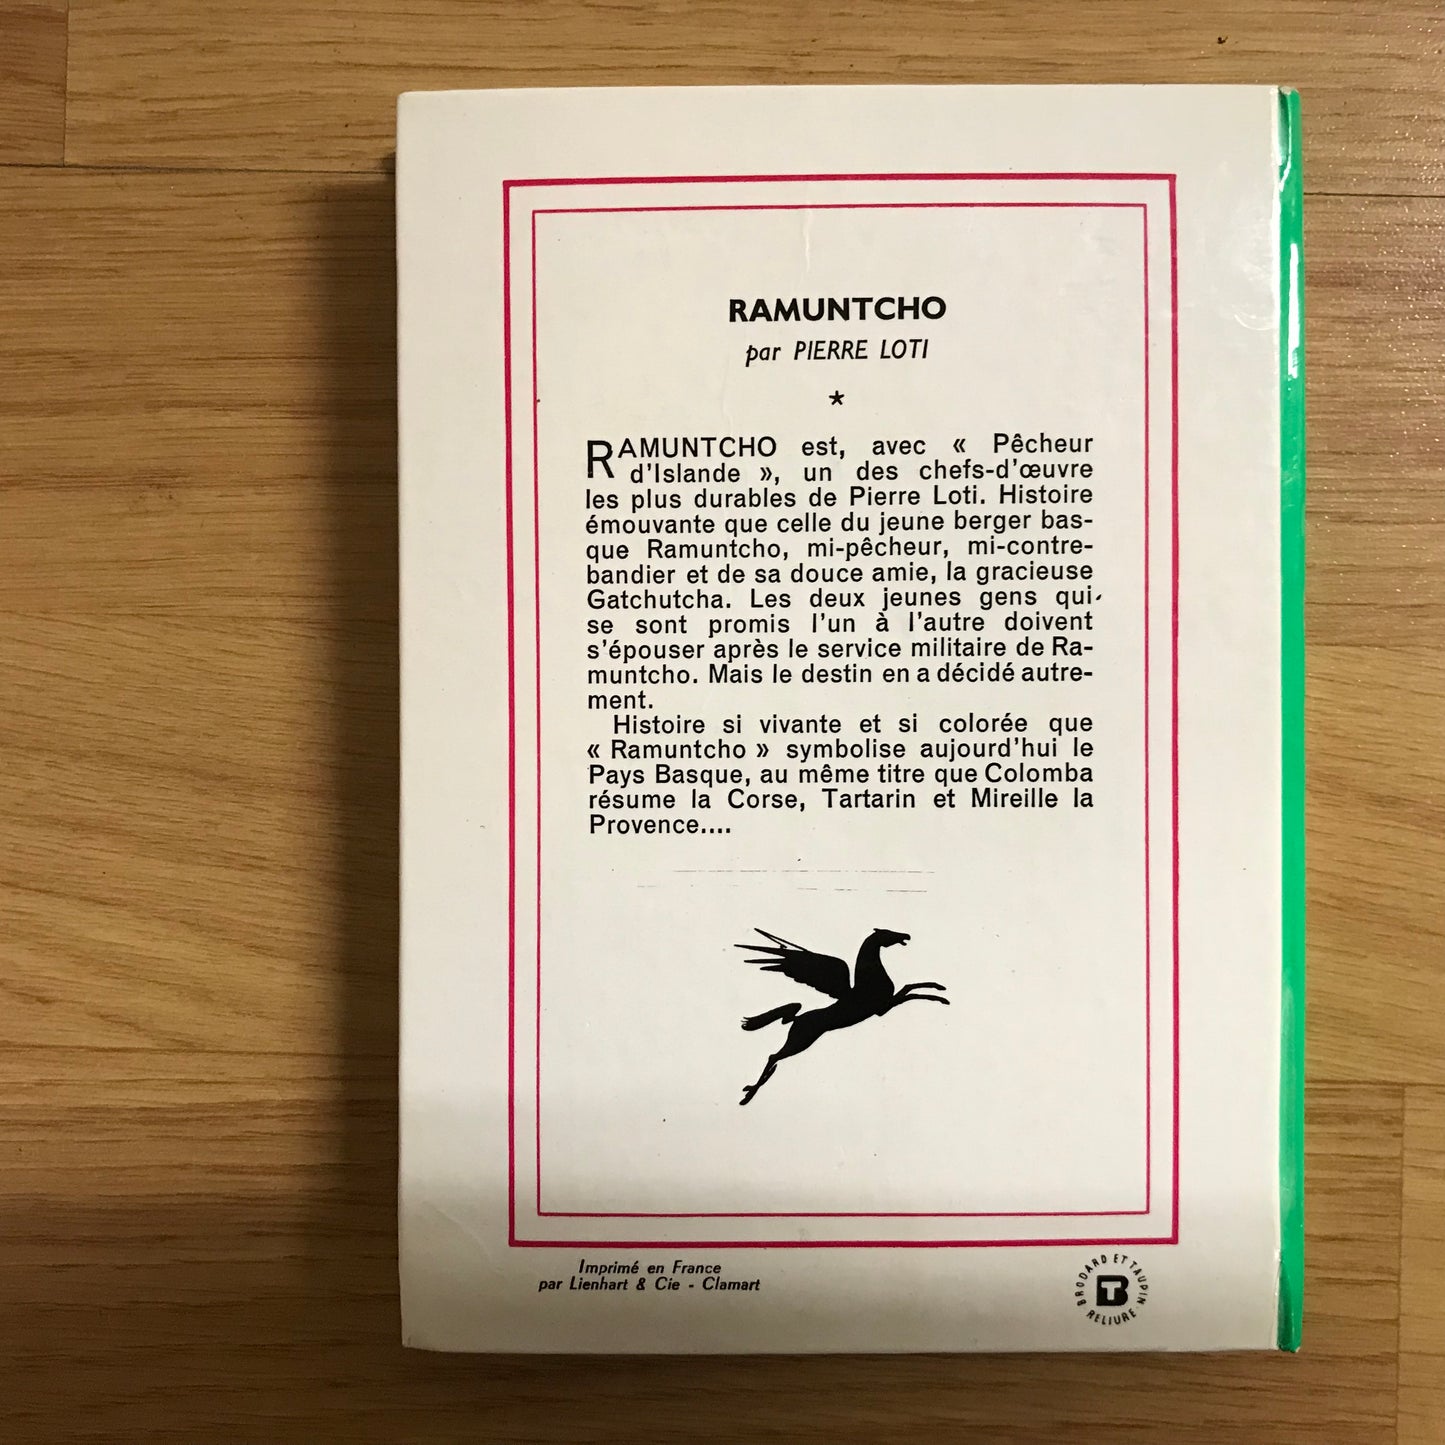 RAMUNTCHO
par PIERRE LOTI
*
RAMUNTCHO est, avec « Pêcheur
d'Islande », un des chefs-d'œuvre
les plus durables de Pierre Loti. Histoire
émouvante que celle du jeune berger bas-
que Ramuntcho, mi-pêcheur, mi-contre-
bandier et de sa douce amie, la gracieuse
Gatchutcha. Les deux jeunes gens qui
se sont promis l'un à l'autre doivent
s'épouser après le service militaire de Ra-
muntcho. Mais le destin en a décidé autre-
ment.
Histoire si vivante et si colorée que
« Ramuntcho » symbolise aujourd'hui le
Pays Basque, au même titre que Colomba
résume la Corse, Tartarin et Mireille la
Provence....
Imprimé en France
par Lienhart & Cie - Clamart
BRODARD ET TAUPIN
BT
RELIURE